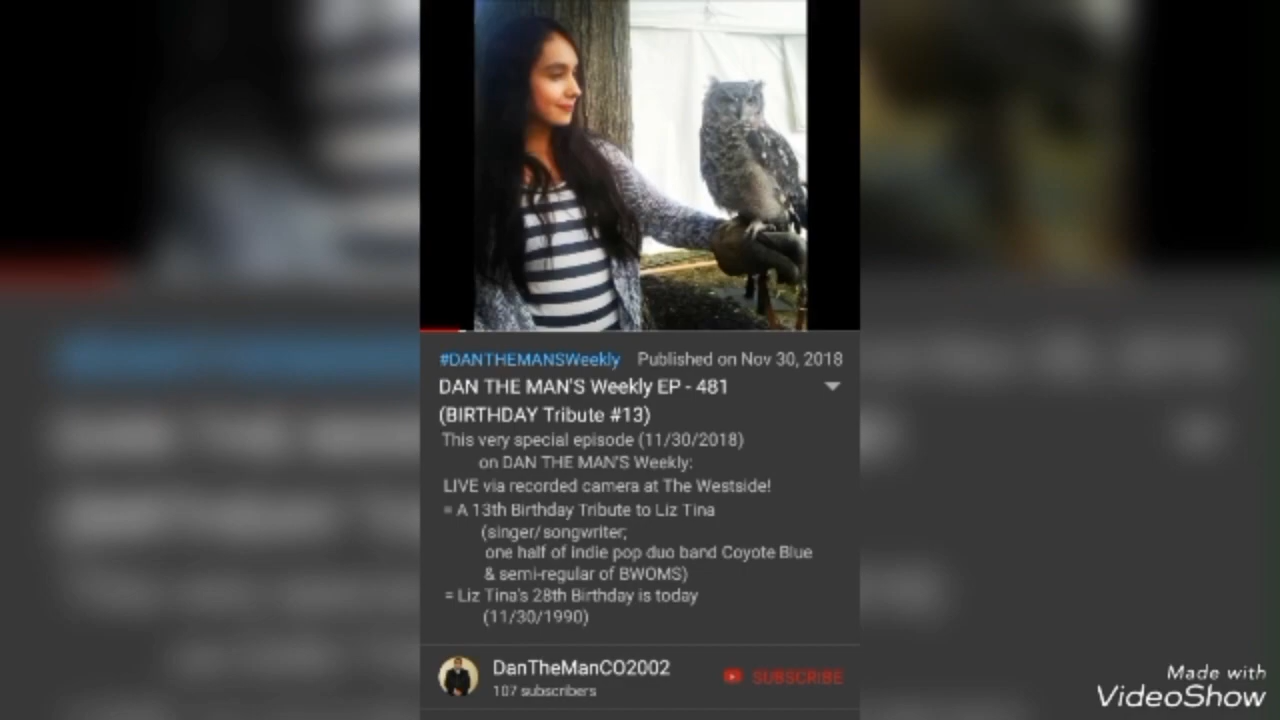 #DANTHEMANSWeekly Published on Nov 30, 2018
DAN THE MAN'S Weekly EP - 481
(BIRTHDAY Tribute #13)
This very special episode (11/30/2018)
on DAN THE MAN'S Weekly:
LIVE via recorded camera at The Westside!
= A 13th Birthday Tribute to Liz Tina
(singer/songwriter;
one half of indie pop duo band Coyote Blue
& semi-regular of BWOMS)
= Liz Tina's 28th Birthday is today
(11/30/1990)
DanTheManCO2002
107 subscribers
SUBSCRIBE
Made with
VideoShow